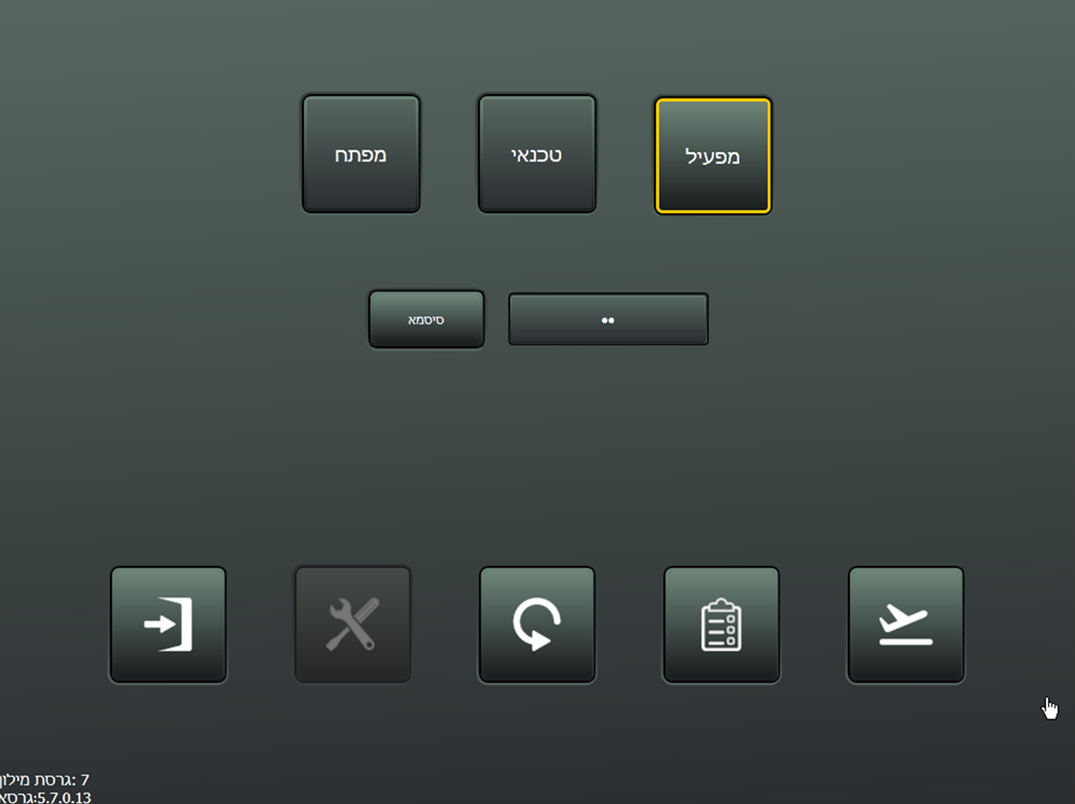 מפעיל
טכנאי
מפתח
••
סיסמא
גרסת מילון: 7
גרסא:5.7.0.13